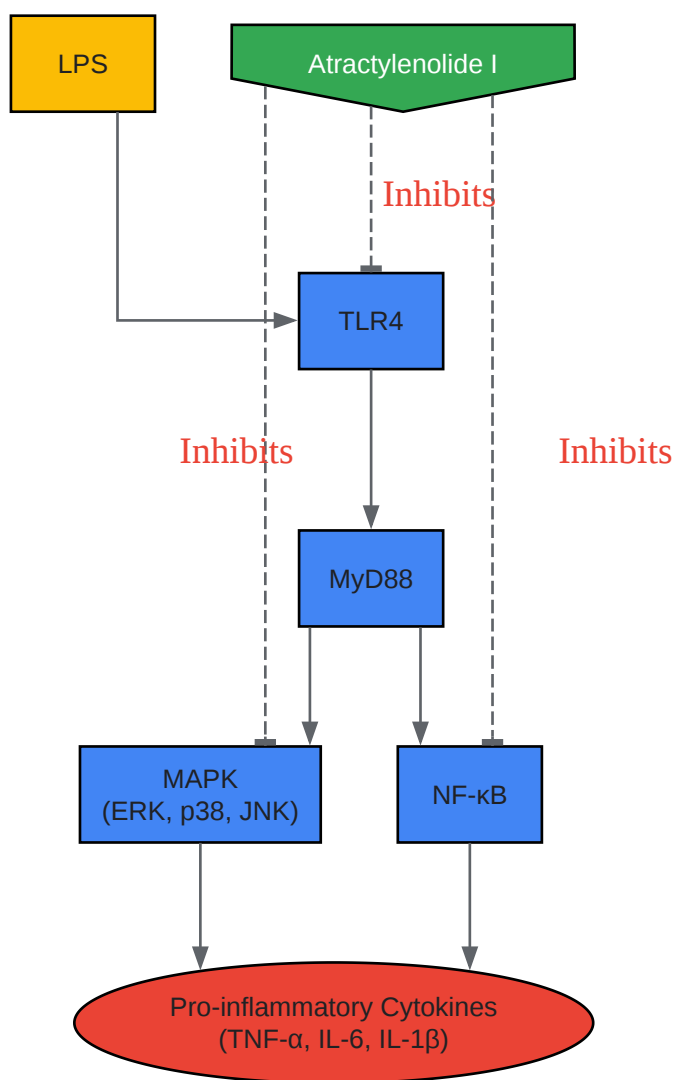 LPS
Atractylenolide I
Inhibits
TLR4
Inhibits
Inhibits
MyD88
MAPK
(ERK, p38, JNK)
NF-κB
Pro-inflammatory Cytokines
(TNF-α, IL-6, IL-1β)